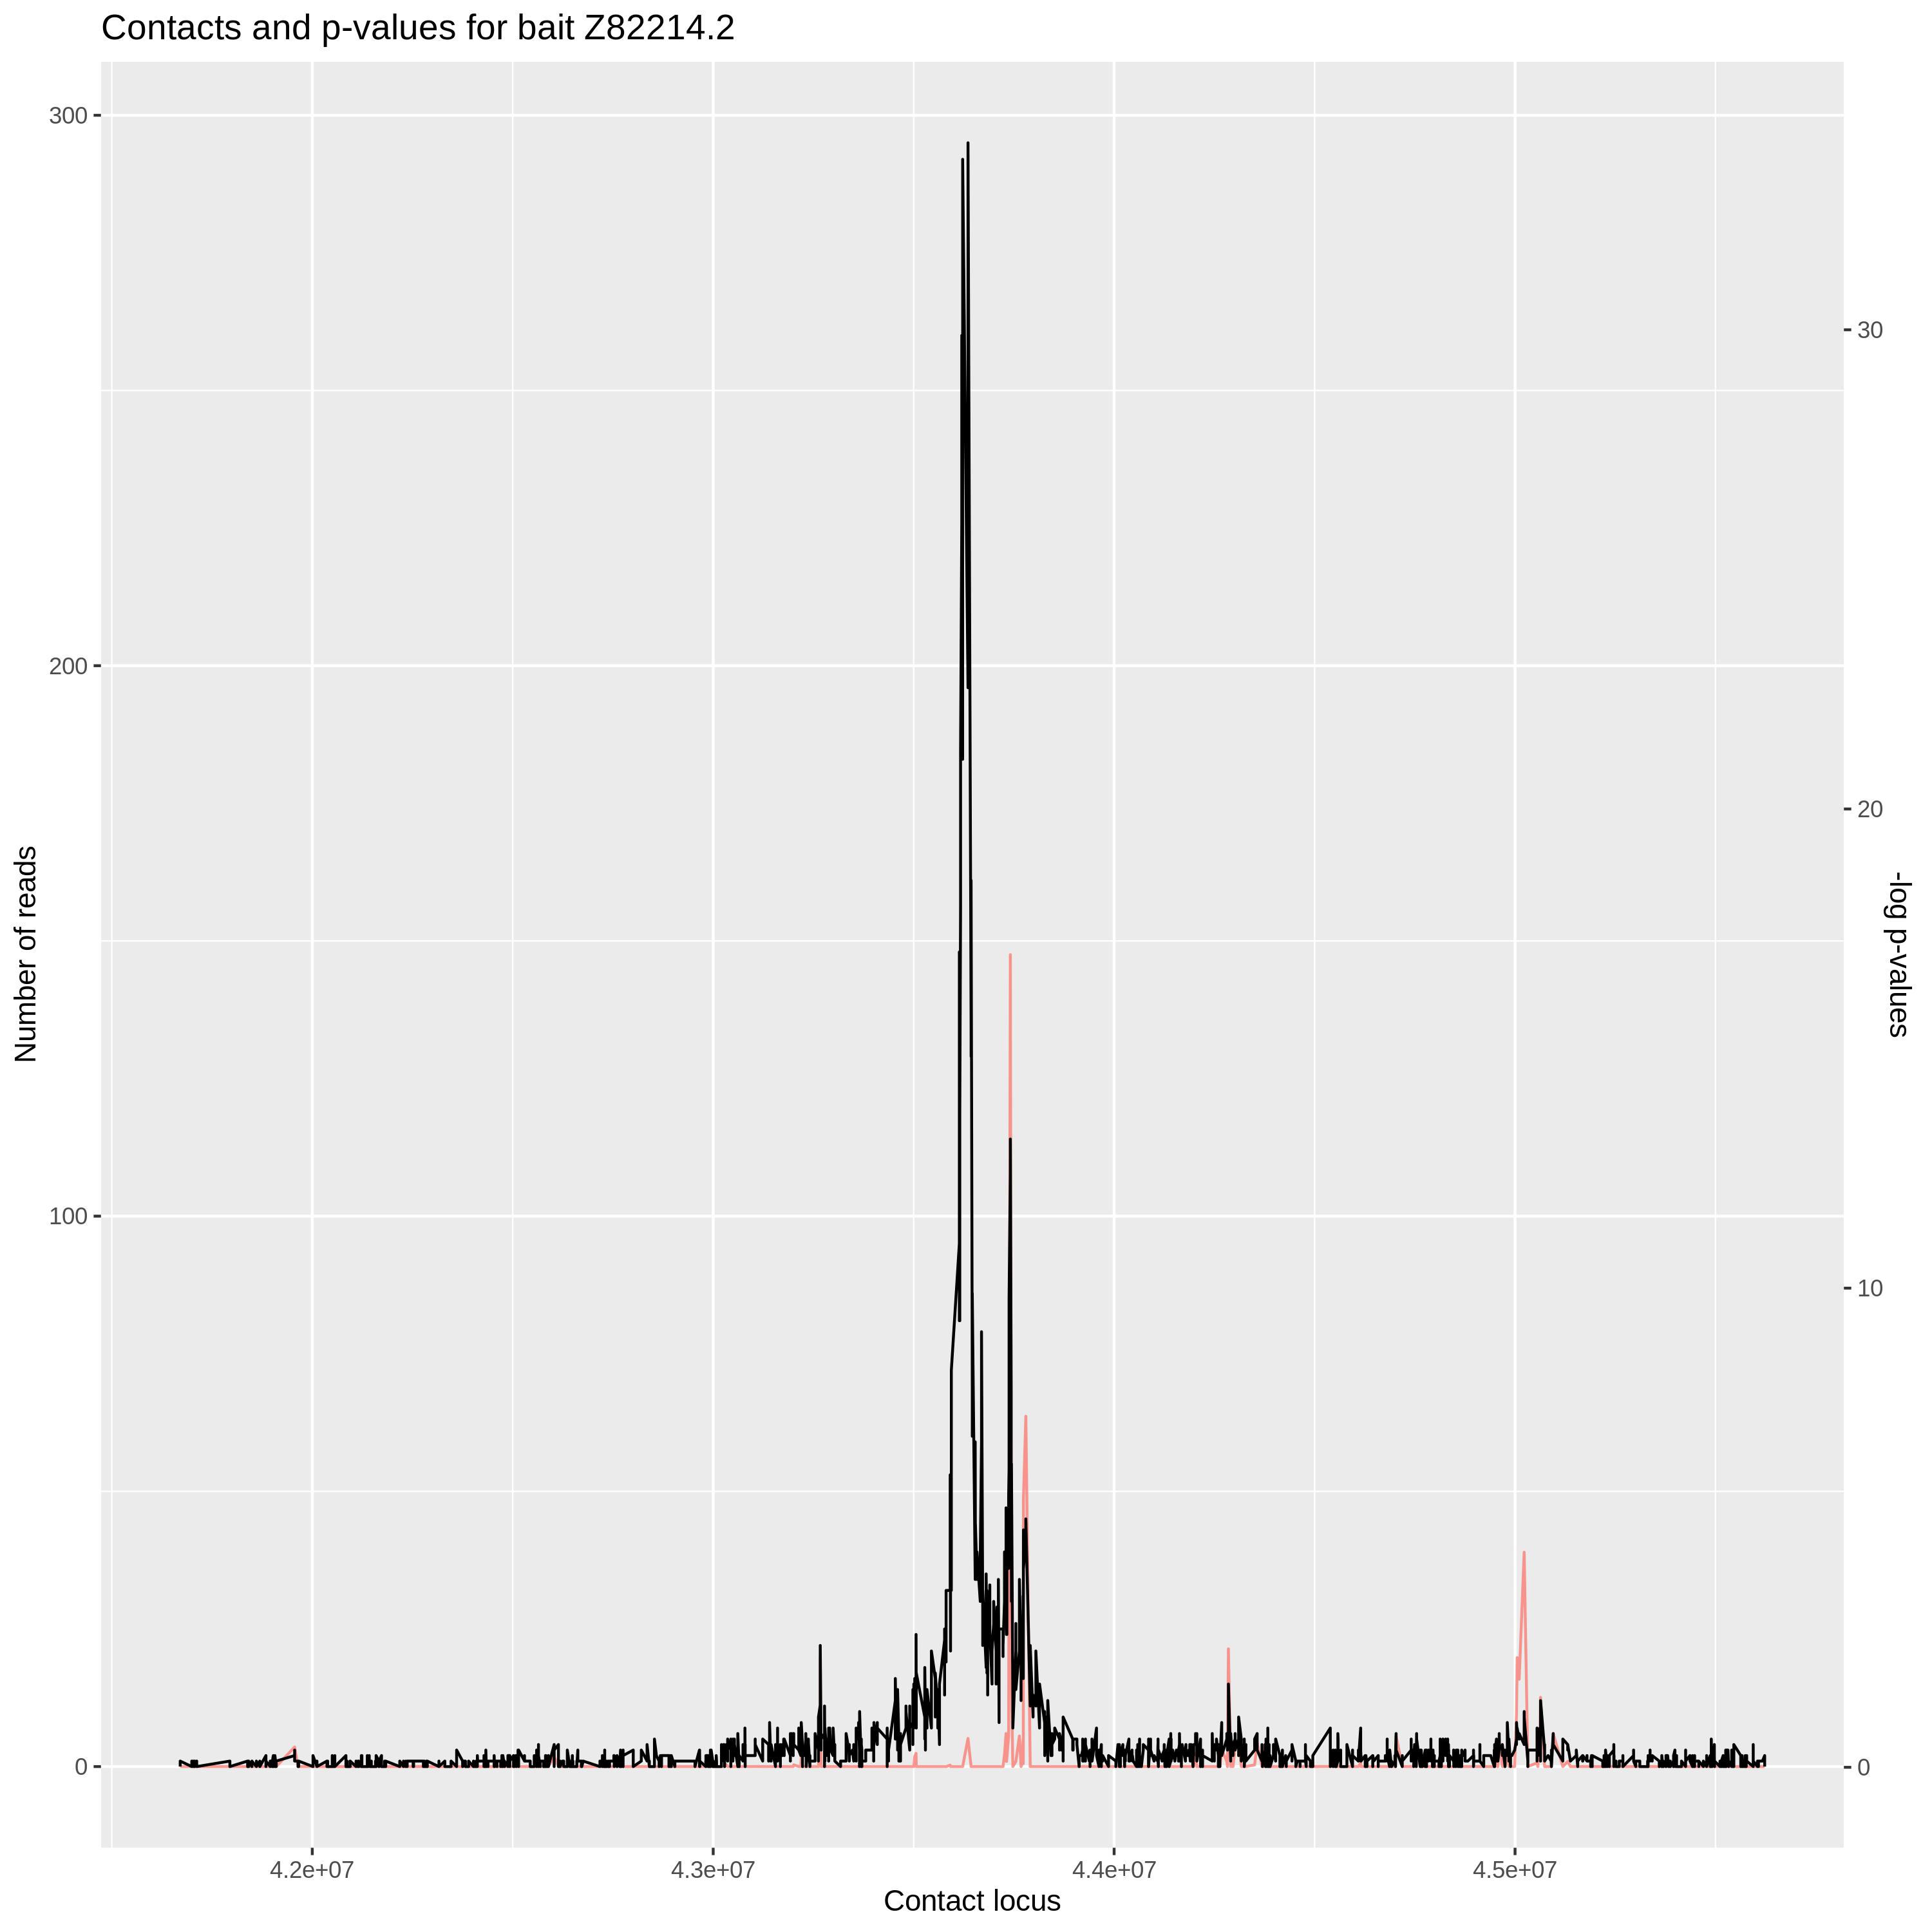 Contacts and p-values for bait Z82214.2
300
200
100
0
Number of reads
30
20
10
0
-log p-values
4.2e+07
4.3e+07
4.4e+07
4.5e+07
Contact locus